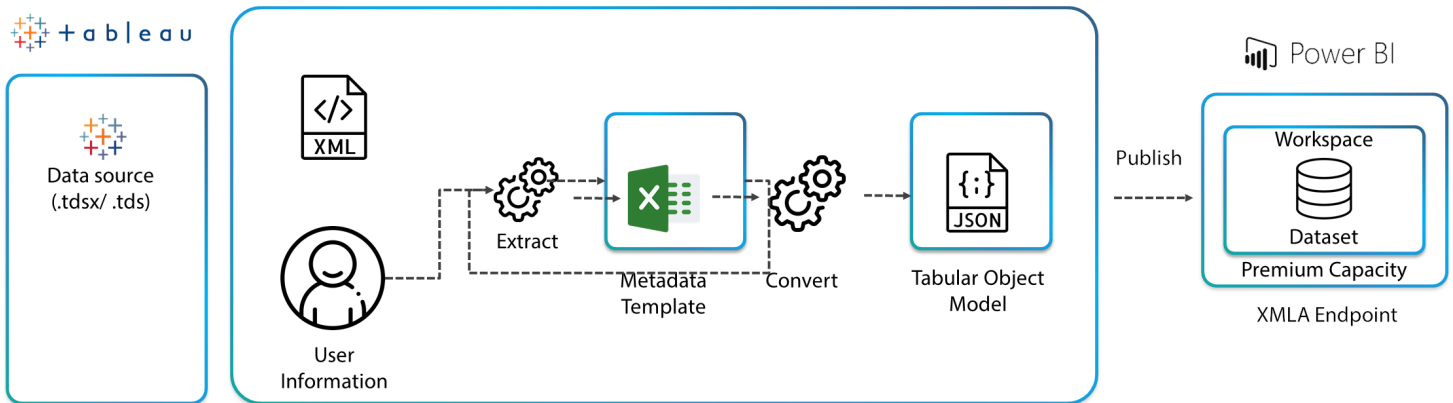 +ableau
Data source
(.tdsx/ .tds)
XML
User
Information
Extract
Metadata
Template
Convert
{;}
JSON
Tabular Object
Model
Publish
Power BI
Workspace
Dataset
Premium Capacity
XMLA Endpoint